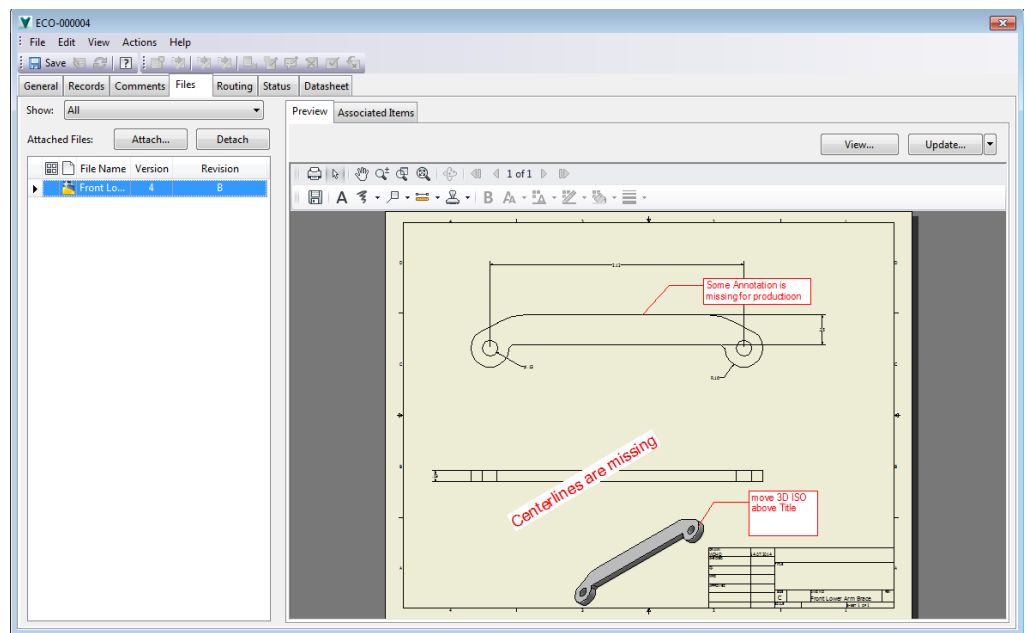 ECO-000004
File Edit View Actions Help
Save
General Records Comments Files Routing Status Datasheet
Show: All
Attached Files: Attach... Detach
File Name Version Revision
Front Lo... 4 B
Preview Associated Items
View... Update...
1 of 1
A B A
Some Annotation is
missing for productioon
Centerlines are missing
move 3D ISO
above Title
C
Front Lower Arm Brace